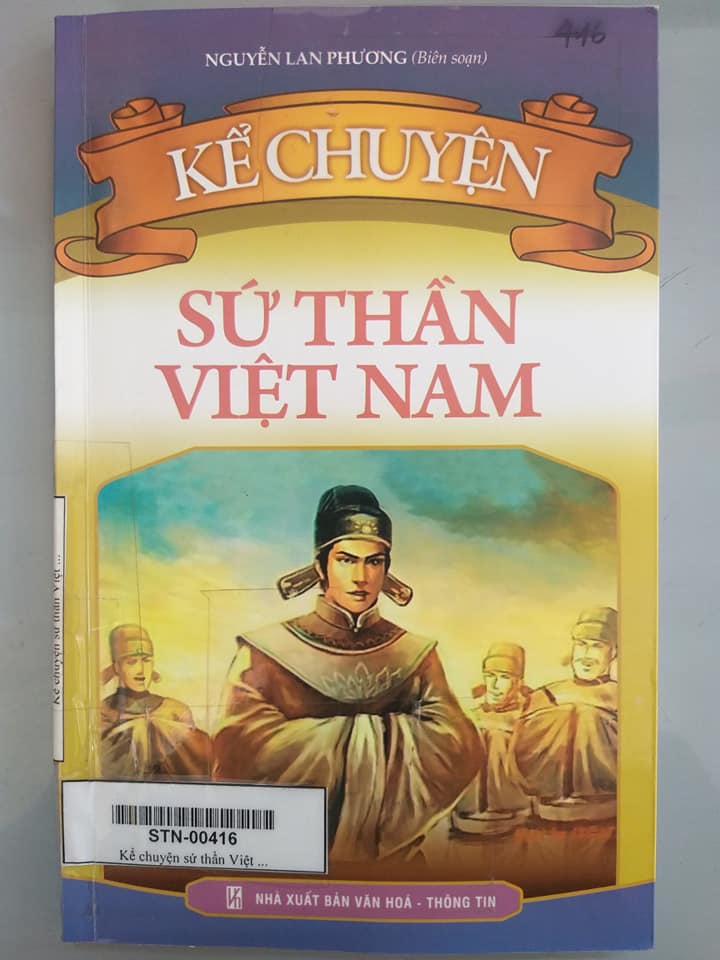 416
NGUYỄN LAN PHƯƠNG (Biên soạn)
KỂ CHUYỆN
SỨ THẦN
VIỆT NAM
Kể chuyện sứ thần Việt ...
STN-00416
Kể chuyện sứ thần Việt ...
NHÀ XUẤT BẢN VĂN HOÁ - THÔNG TIN